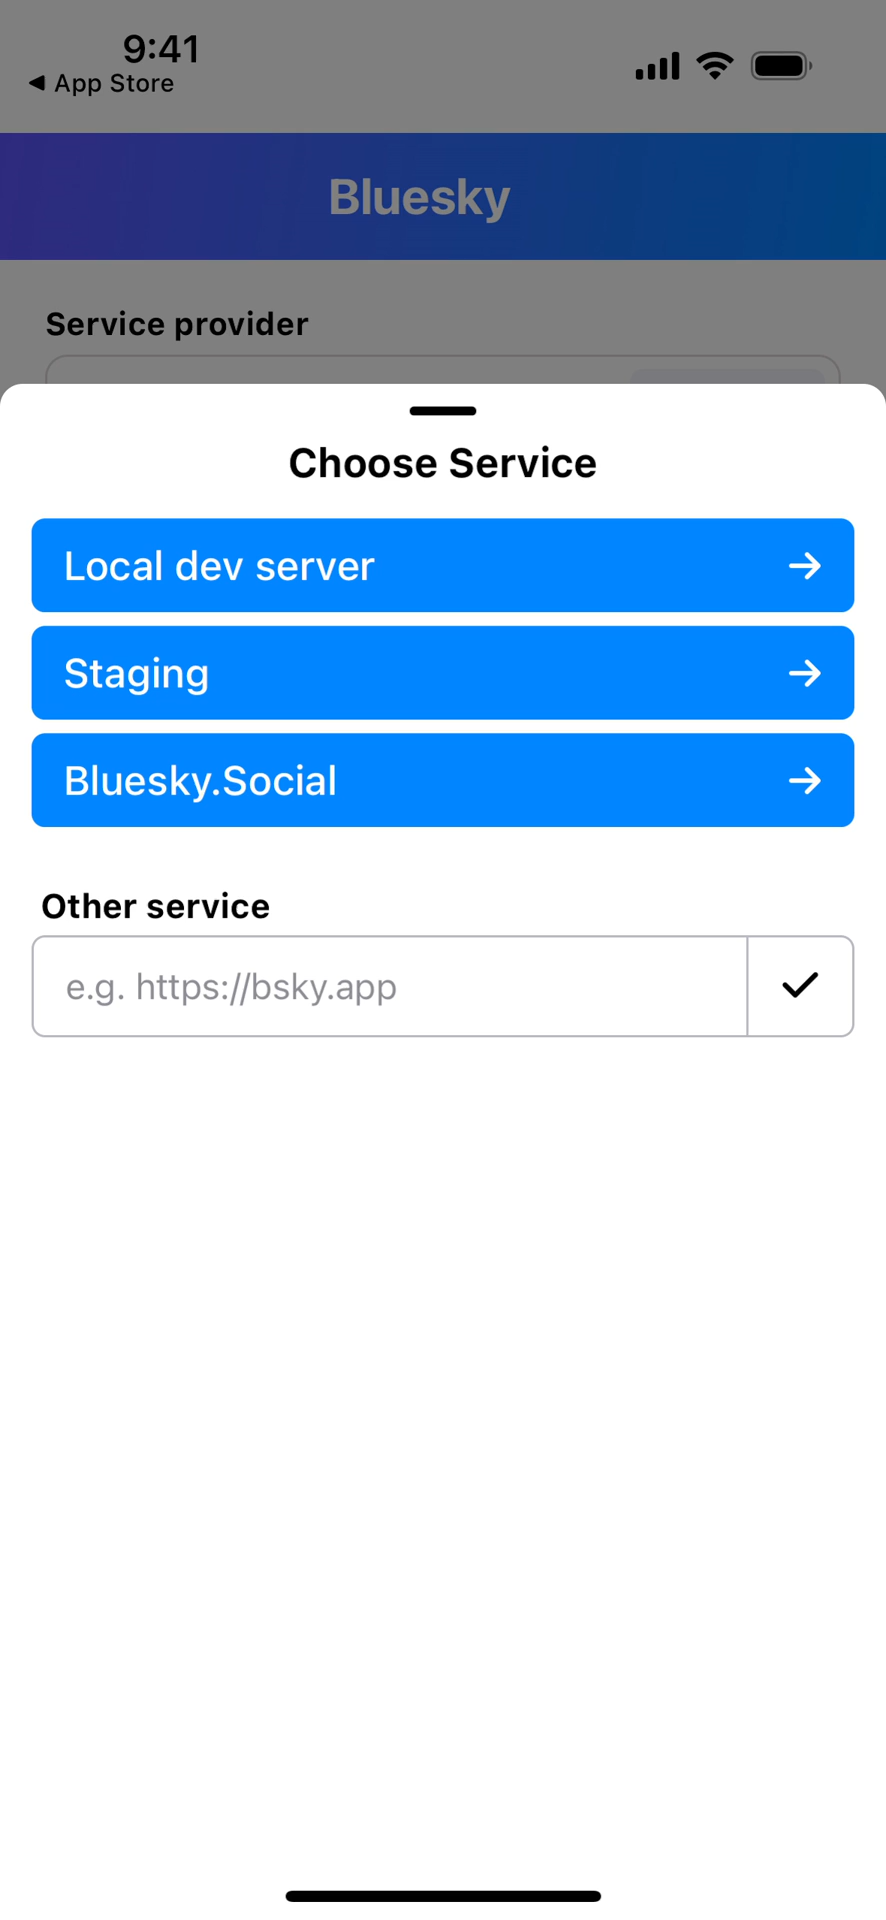 9:41
◀ App Store
Bluesky
Service provider
Choose Service
Local dev server
Staging
Bluesky.Social
Other service
e.g. https://bsky.app